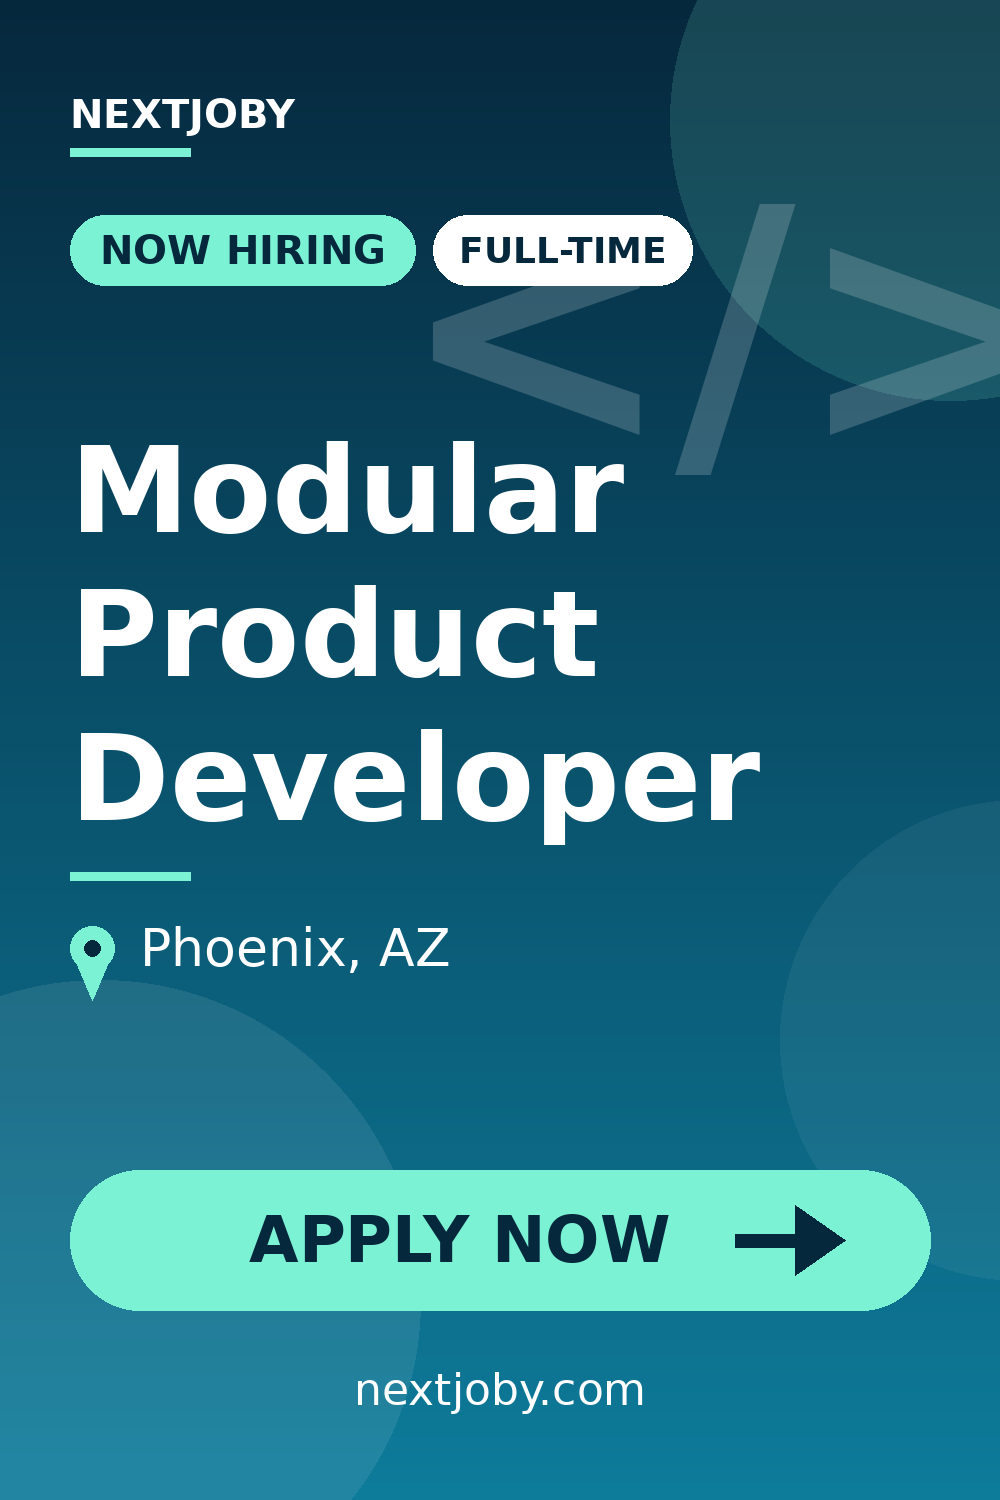 NEXTJOBY
NOW HIRING FULL-TIME
</>
Modular
Product
Developer
Phoenix, AZ
APPLY NOW
nextjoby.com